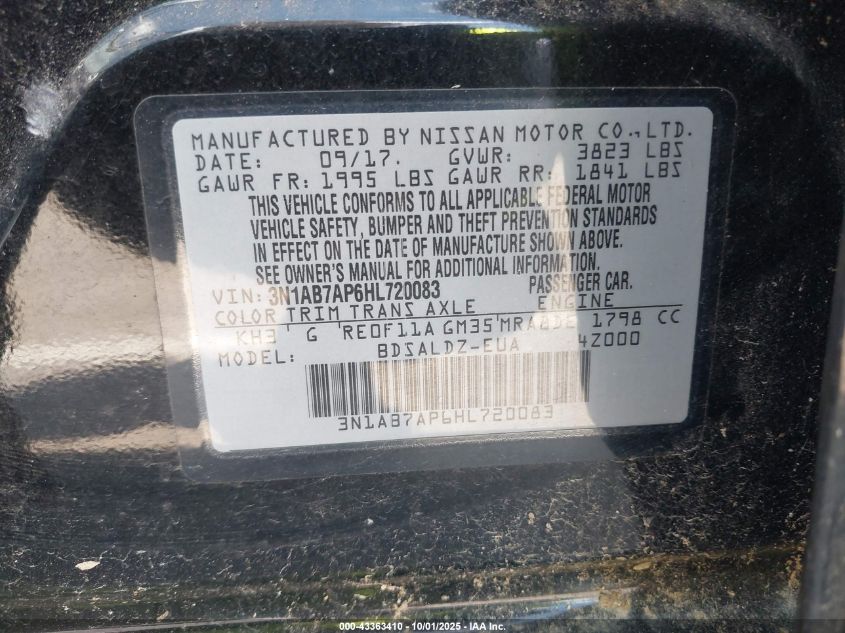 MANUFACTURED BY NISSAN MOTOR CO., LTD.
DATE: 09/17. GVWR: 3823 LBS
GAWR FR: 1995 LBS GAWR RR: 1841 LBS
THIS VEHICLE CONFORMS TO ALL APPLICABLE FEDERAL MOTOR
VEHICLE SAFETY, BUMPER AND THEFT PREVENTION STANDARDS
IN EFFECT ON THE DATE OF MANUFACTURE SHOWN ABOVE.
SEE OWNER'S MANUAL FOR ADDITIONAL INFORMATION.
VIN: 3N1AB7AP6HL720083 PASSENGER CAR.
COLOR TRIM TRANS AXLE ENGINE
KH3 G RE0F11A GM35 MRA8DE 1798 CC
MODEL: BDSALDZ-EUA 4Z000
3N1AB7AP6HL720083
000-43363410 - 10/01/2025 - IAA Inc.